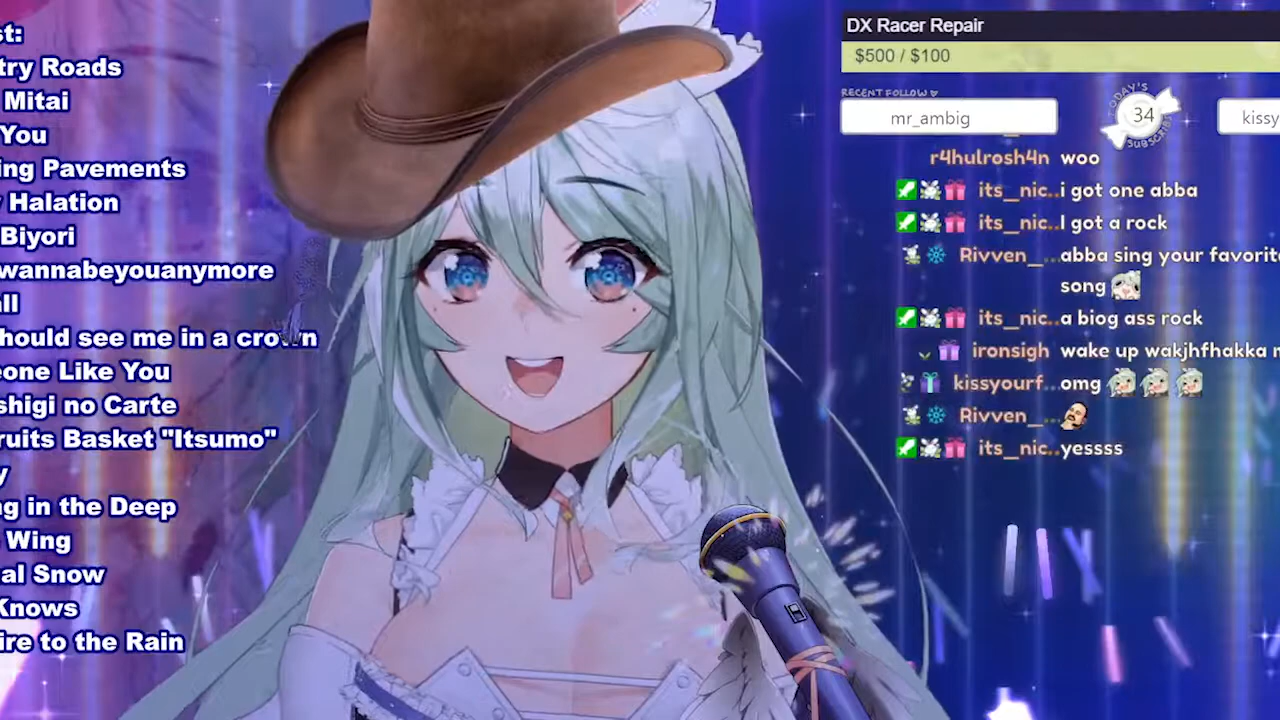 st:
try Roads
Mitai
You
ing Pavements
Halation
Biyori
wannabeyouanymore
all
hould see me in a crown
eone Like You
shigi no Carte
ruits Basket "Itsumo"
y
ng in the Deep
Wing
al Snow
Knows
ire to the Rain
DX Racer Repair
$500 / $100
RECENT FOLLOW
mr_ambig
TODAY'S
34
SUBSCRIBE
kissy
r4hulrosh4n woo
its_nic.. i got one abba
its_nic.. I got a rock
Rivven_... abba sing your favorite
song
its_nic.. a biog ass rock
ironsigh wake up wakjhfhakka m
kissyourf... omg
Rivven_...
its_nic.. yessss